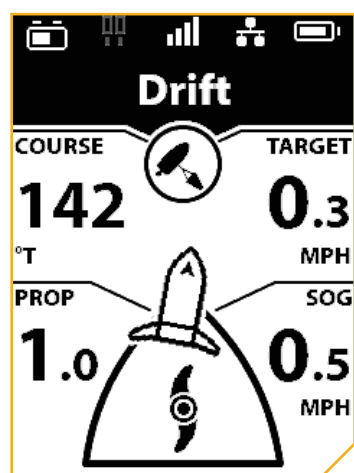 Drift
COURSE TARGET
142 0.3
°T MPH
PROP SOG
1.0 0.5
MPH